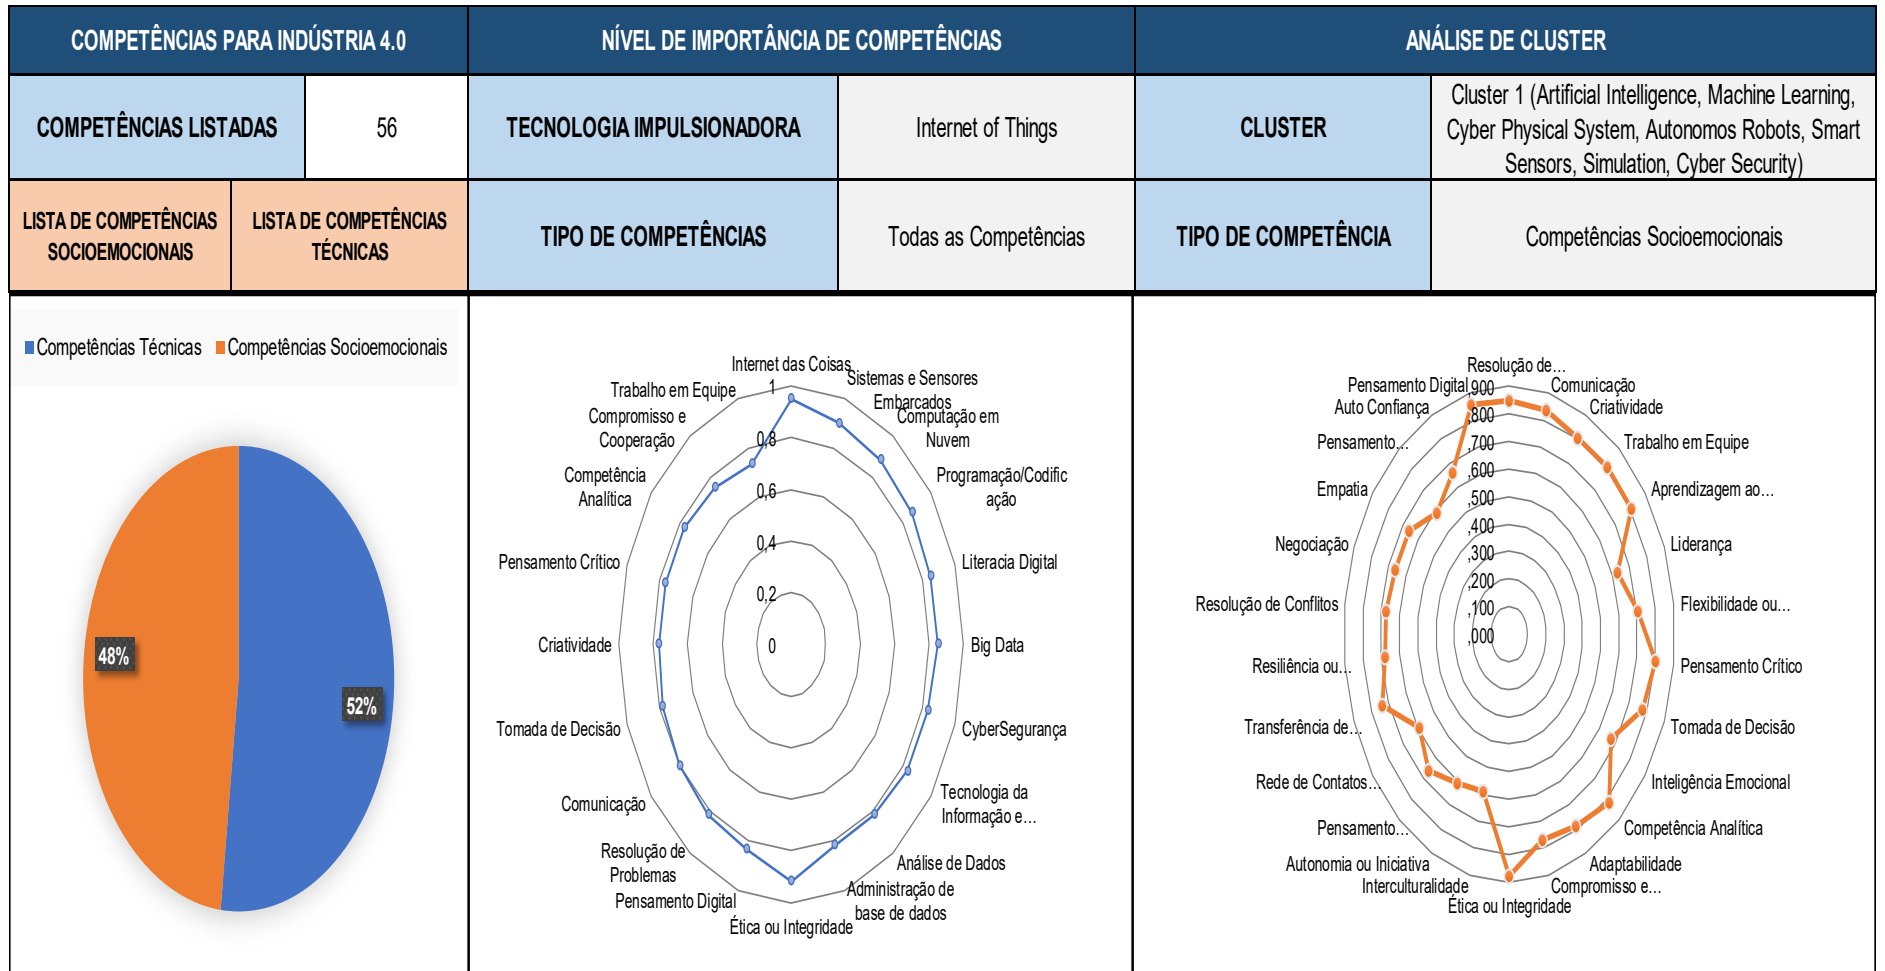 COMPETÊNCIAS PARA INDÚSTRIA 4.0
NÍVEL DE IMPORTÂNCIA DE COMPETÊNCIAS
ANÁLISE DE CLUSTER
COMPETÊNCIAS LISTADAS
56
TECNOLOGIA IMPULSIONADORA
Internet of Things
CLUSTER
Cluster 1 (Artificial Intelligence, Machine Learning,
Cyber Physical System, Autonomos Robots, Smart
Sensors, Simulation, Cyber Security)
LISTA DE COMPETÊNCIAS
SOCIOEMOCIONAIS
LISTA DE COMPETÊNCIAS
TÉCNICAS
TIPO DE COMPETÊNCIAS
Todas as Competências
TIPO DE COMPETÊNCIA
Competências Socioemocionais
Competências Técnicas
Competências Socioemocionais
48%
52%
Internet das Coisas
Sistemas e Sensores
Embarcados
Computação em
Nuvem
Programação/Codific
ação
Literacia Digital
Big Data
CyberSegurança
Tecnologia da
Informação e...
Análise de Dados
Administração de
base de dados
Ética ou Integridade
Pensamento Digital
Resolução de
Problemas
Comunicação
Tomada de Decisão
Criatividade
Pensamento Crítico
Competência
Analítica
Compromisso e
Cooperação
Trabalho em Equipe
1
0,8
0,6
0,4
0,2
0
Resolução de...
Comunicação
Criatividade
Trabalho em Equipe
Aprendizagem ao...
Liderança
Flexibilidade ou...
Pensamento Crítico
Tomada de Decisão
Inteligência Emocional
Competência Analítica
Adaptabilidade
Compromisso e...
Ética ou Integridade
Interculturalidade
Autonomia ou Iniciativa
Pensamento...
Rede de Contatos...
Transferência de...
Resiliência ou...
Resolução de Conflitos
Negociação
Empatia
Pensamento...
Auto Confiança
Pensamento Digital
,900
,800
,700
,600
,500
,400
,300
,200
,100
,000